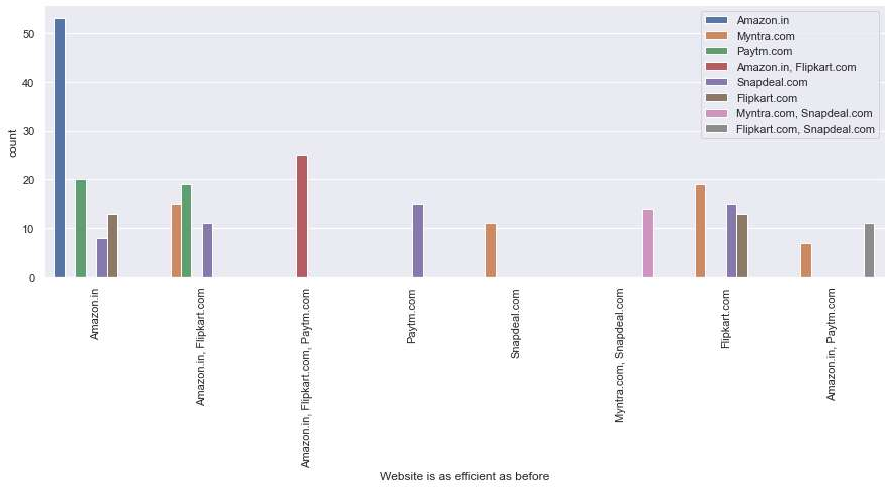 50
40
30
20
10
0
count
Amazon.in
Myntra.com
Paytm.com
Amazon.in, Flipkart.com
Snapdeal.com
Flipkart.com
Myntra.com, Snapdeal.com
Flipkart.com, Snapdeal.com
Amazon.in
Amazon.in, Flipkart.com
Amazon.in, Flipkart.com, Paytm.com
Paytm.com
Snapdeal.com
Myntra.com, Snapdeal.com
Flipkart.com
Amazon.in, Paytm.com
Website is as efficient as before